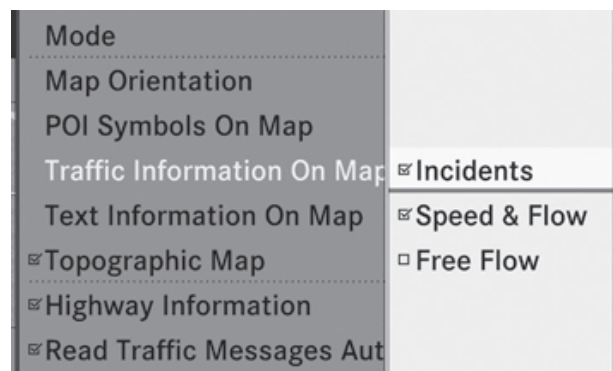 Mode
Map Orientation
POI Symbols On Map
Traffic Information On Map
Text Information On Map
Topographic Map
Highway Information
Read Traffic Messages Aut
Incidents
Speed & Flow
Free Flow